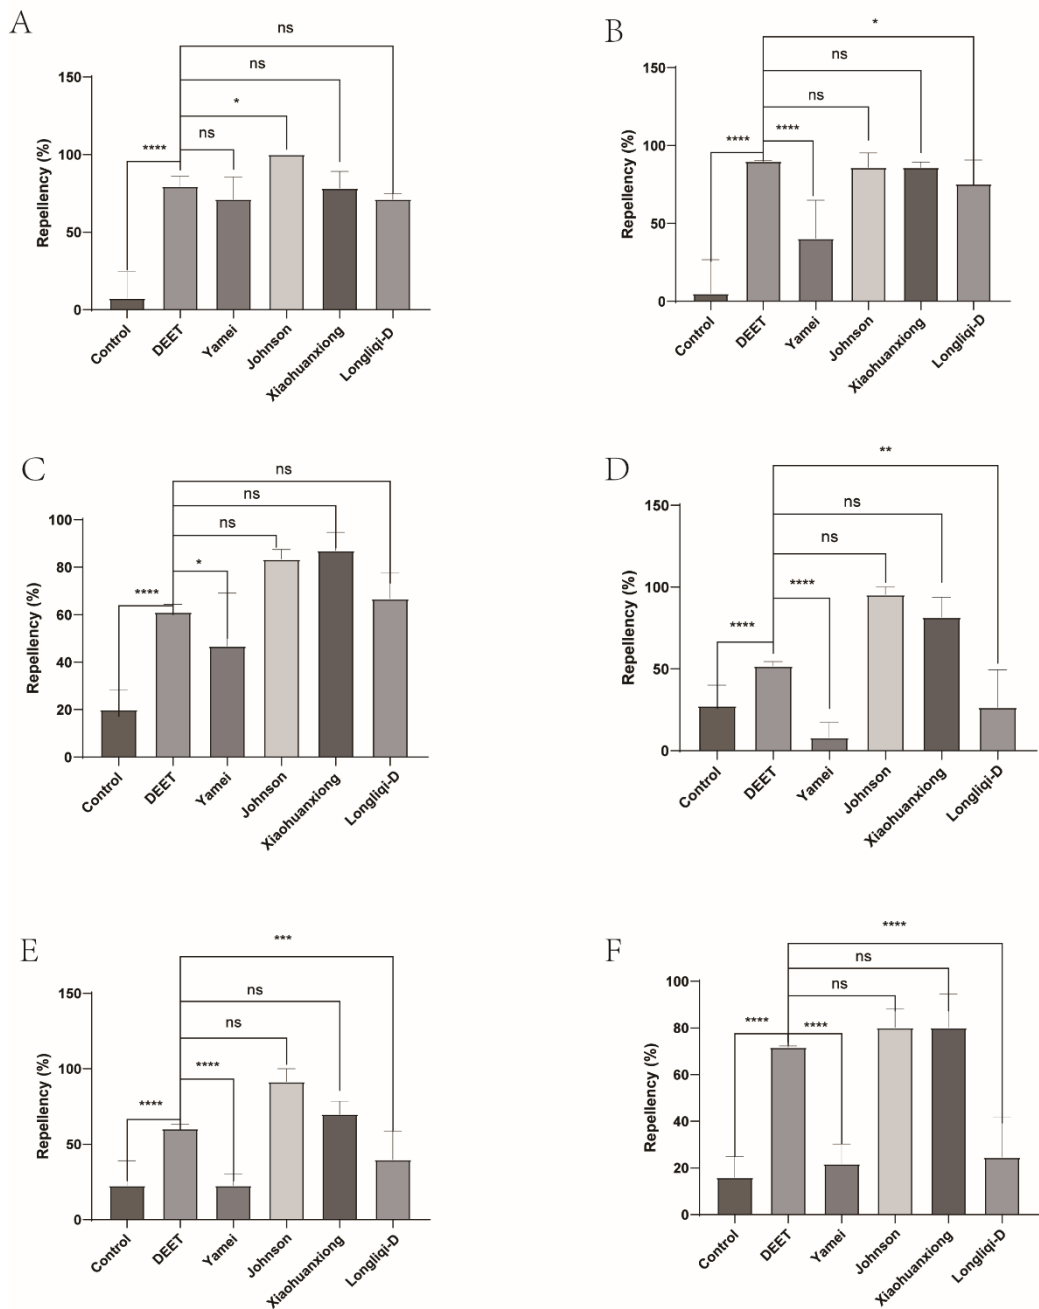 A
ns
ns
*
ns
****
150
100
50
0
Repellency (%)
Control
DEET
Yamei
Johnson
Xiaohuanxiong
Longliqi-D
B
*
ns
ns
****
****
150
100
50
0
Repellency (%)
Control
DEET
Yamei
Johnson
Xiaohuanxiong
Longliqi-D
C
ns
ns
ns
*
****
100
80
60
40
20
0
Repellency (%)
Control
DEET
Yamei
Johnson
Xiaohuanxiong
Longliqi-D
D
**
ns
ns
****
****
150
100
50
0
Repellency (%)
Control
DEET
Yamei
Johnson
Xiaohuanxiong
Longliqi-D
E
***
ns
ns
****
****
150
100
50
0
Repellency (%)
Control
DEET
Yamei
Johnson
Xiaohuanxiong
Longliqi-D
F
****
ns
ns
****
****
100
80
60
40
20
0
Repellency (%)
Control
DEET
Yamei
Johnson
Xiaohuanxiong
Longliqi-D